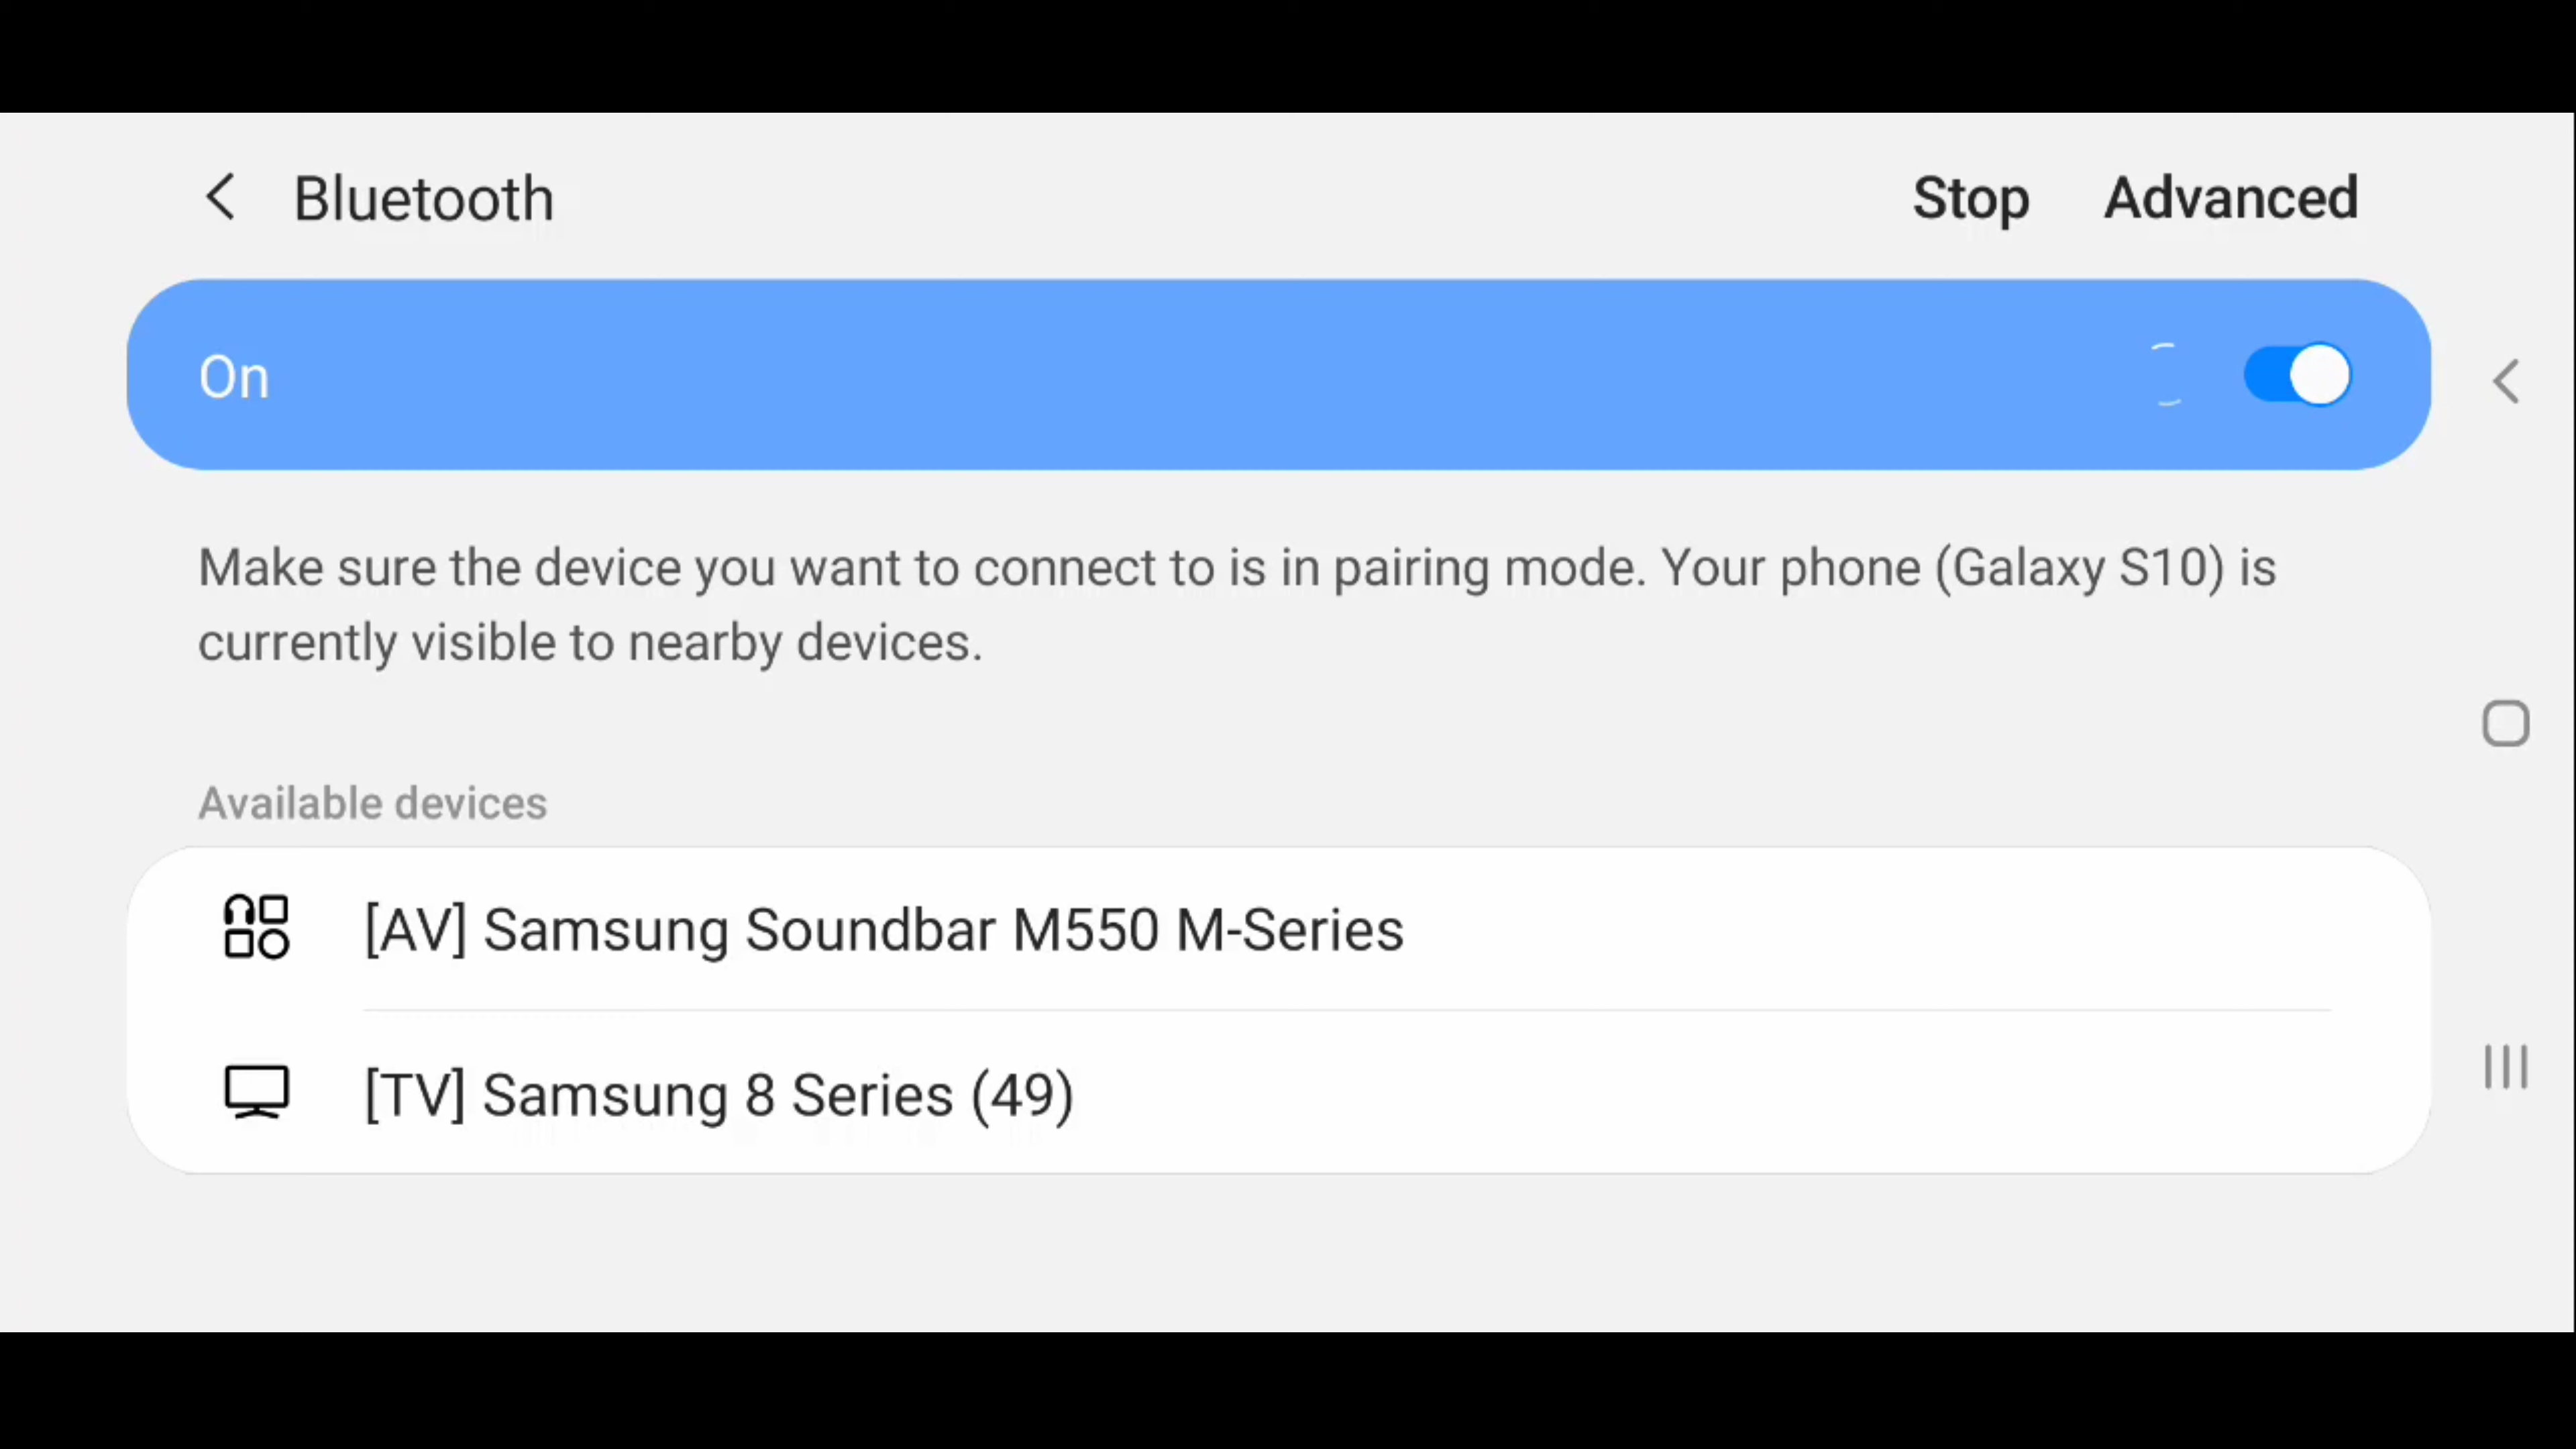 Bluetooth
Stop
Advanced
On
Make sure the device you want to connect to is in pairing mode. Your phone (Galaxy S10) is
currently visible to nearby devices.
Available devices
[AV] Samsung Soundbar M550 M-Series
[TV] Samsung 8 Series (49)